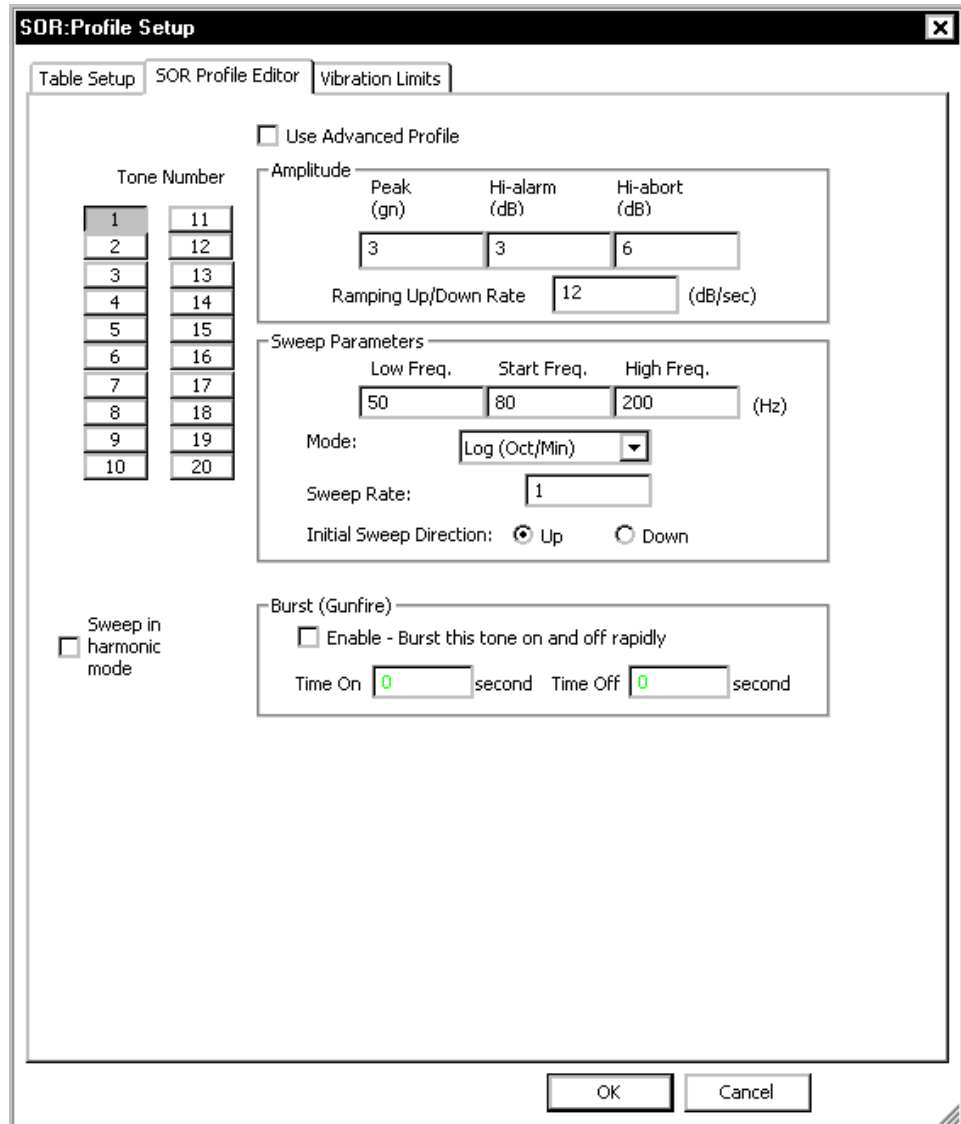 SOR:Profile Setup
Table Setup SOR Profile Editor Vibration Limits
Use Advanced Profile
Tone Number
1 11
2 12
3 13
4 14
5 15
6 16
7 17
8 18
9 19
10 20
Amplitude
Peak (gn) Hi-alarm (dB) Hi-abort (dB)
3 3 6
Ramping Up/Down Rate 12 (dB/sec)
Sweep Parameters
Low Freq. Start Freq. High Freq.
50 80 200 (Hz)
Mode: Log (Oct/Min)
Sweep Rate: 1
Initial Sweep Direction: Up Down
Sweep in
harmonic
mode
Burst (Gunfire)
Enable - Burst this tone on and off rapidly
Time On 0 second Time Off 0 second
OK Cancel